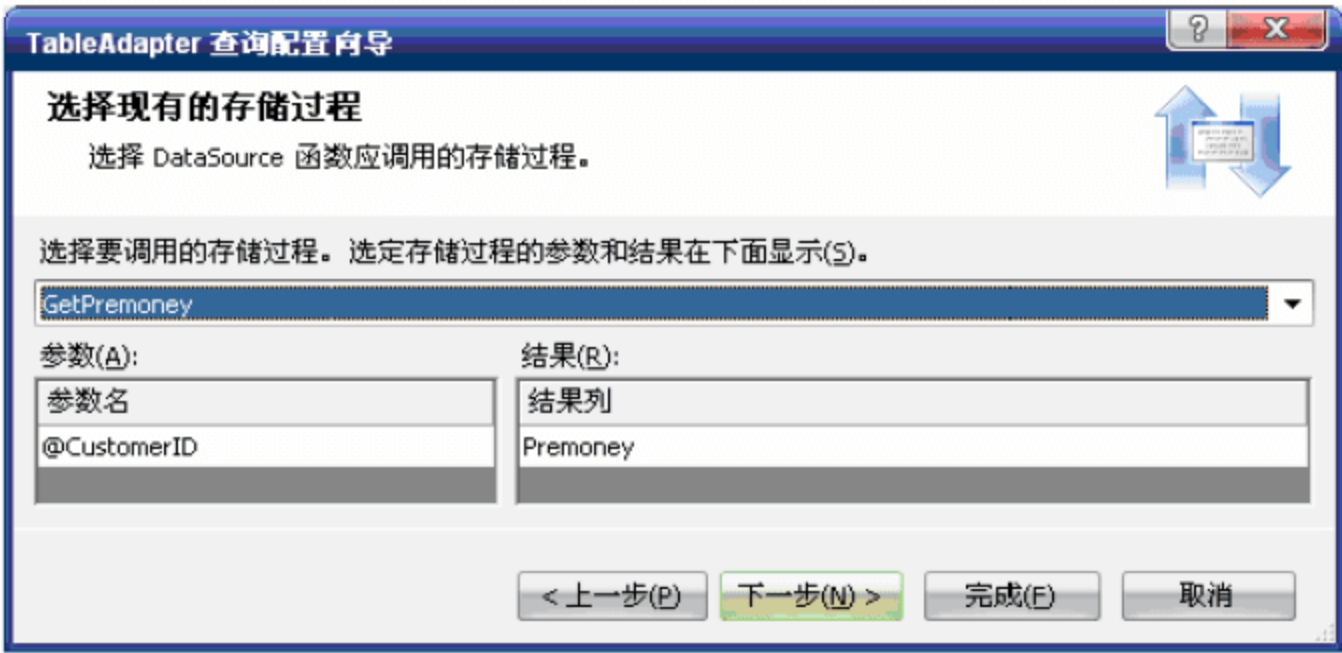 TableAdapter 查询配置向导
选择现有的存储过程
选择 DataSource 函数应调用的存储过程。
选择要调用的存储过程。选定存储过程的参数和结果在下面显示(S)。
GetPremoney
参数(A): 结果(R):
参数名 结果列
@CustomerID Premoney
< 上一步(P) 下一步(N) > 完成(F) 取消